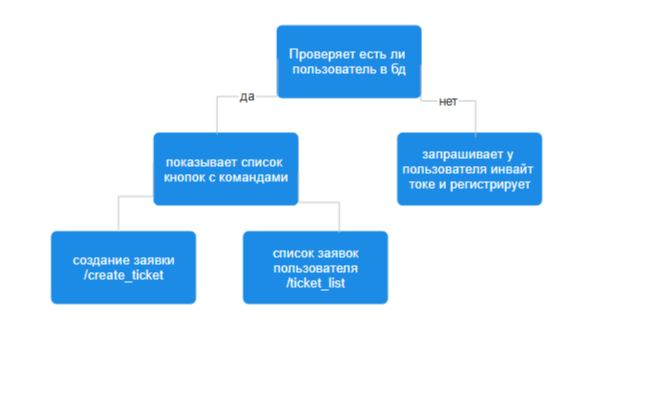 Проверяет есть ли
пользователь в бд
да
нет
показывает список
кнопок с командами
запрашивает у
пользователя инвайт
токе и регистрирует
создание заявки
/create_ticket
список заявок
пользователя
/ticket_list